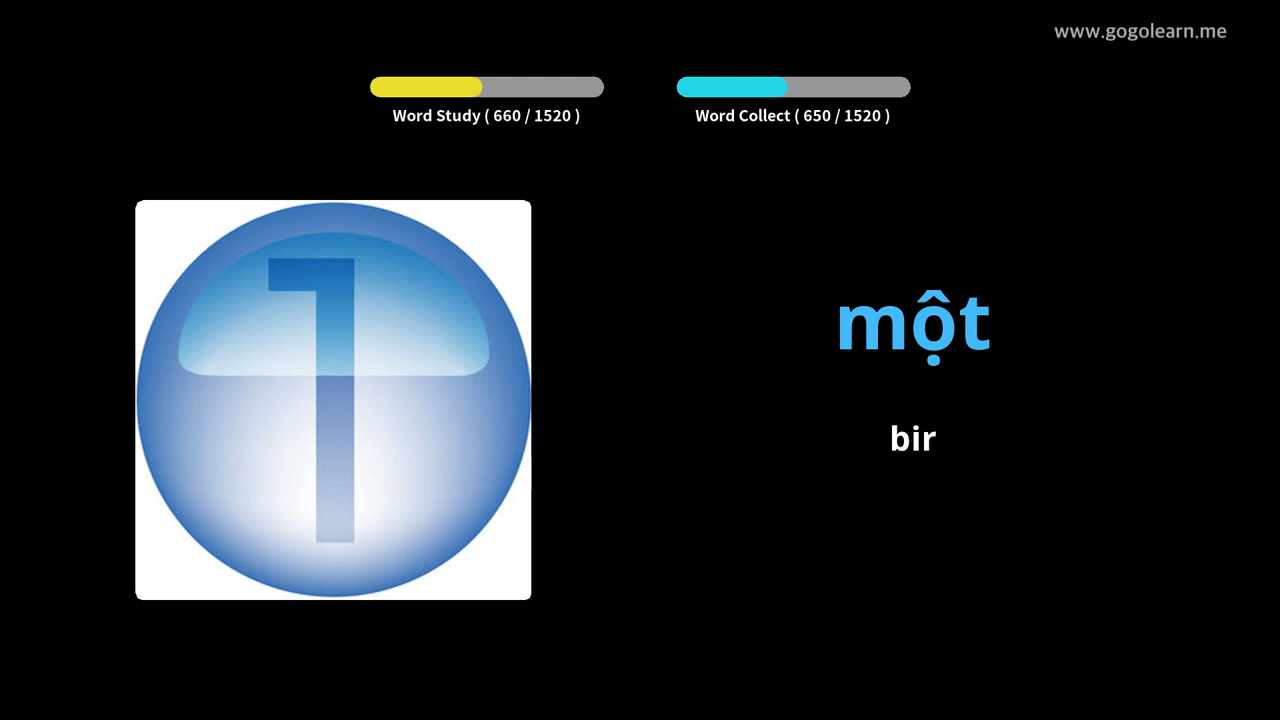 www.gogolearn.me
Word Study ( 660 / 1520 )
Word Collect ( 650 / 1520 )
1
một
bir